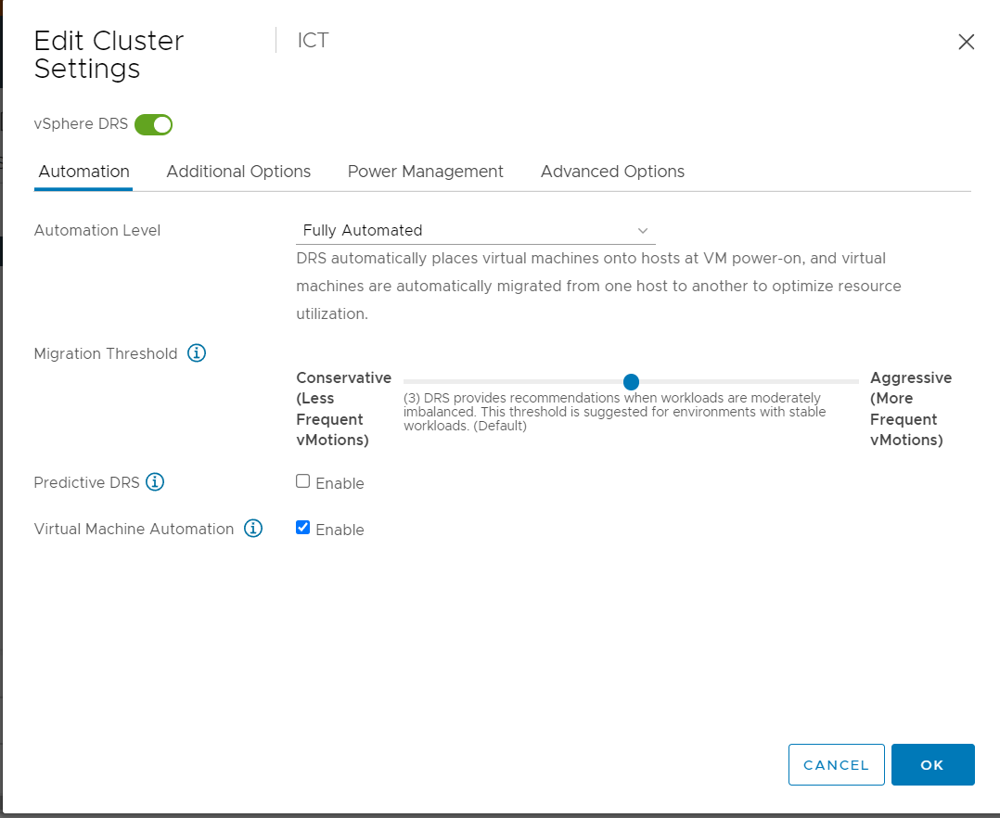 Edit Cluster
Settings
ICT
vSphere DRS
Automation
Additional Options
Power Management
Advanced Options
Automation Level
Fully Automated
DRS automatically places virtual machines onto hosts at VM power-on, and virtual
machines are automatically migrated from one host to another to optimize resource
utilization.
Migration Threshold
Conservative
(Less
Frequent
vMotions)
(3) DRS provides recommendations when workloads are moderately
imbalanced. This threshold is suggested for environments with stable
workloads. (Default)
Aggressive
(More
Frequent
vMotions)
Predictive DRS
Enable
Virtual Machine Automation
Enable
CANCEL
OK